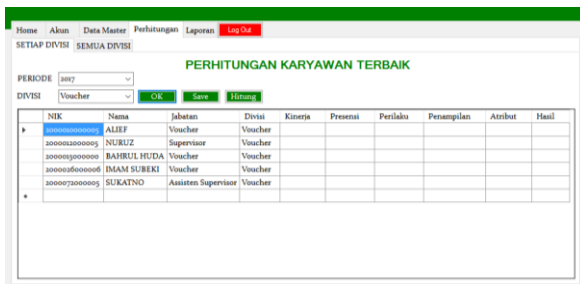 Home Akun Data Master Perhitungan Laporan Log Out
SETIAP DIVISI SEMUA DIVISI
PERHITUNGAN KARYAWAN TERBAIK
PERIODE 2017
DIVISI Voucher OK Save Hitung
NIK Nama Jabatan Divisi Kinerja Presensi Perilaku Penampilan Atribut Hasil
ALIEF Voucher Voucher
2000012000005 NURUZ Supervisor Voucher
2000015000000 BAHRUL HUDA Voucher Voucher
2000026000006 IMAM SUBEKI Voucher Voucher
2000072000005 SUKATNO Assisten Supervisor Voucher